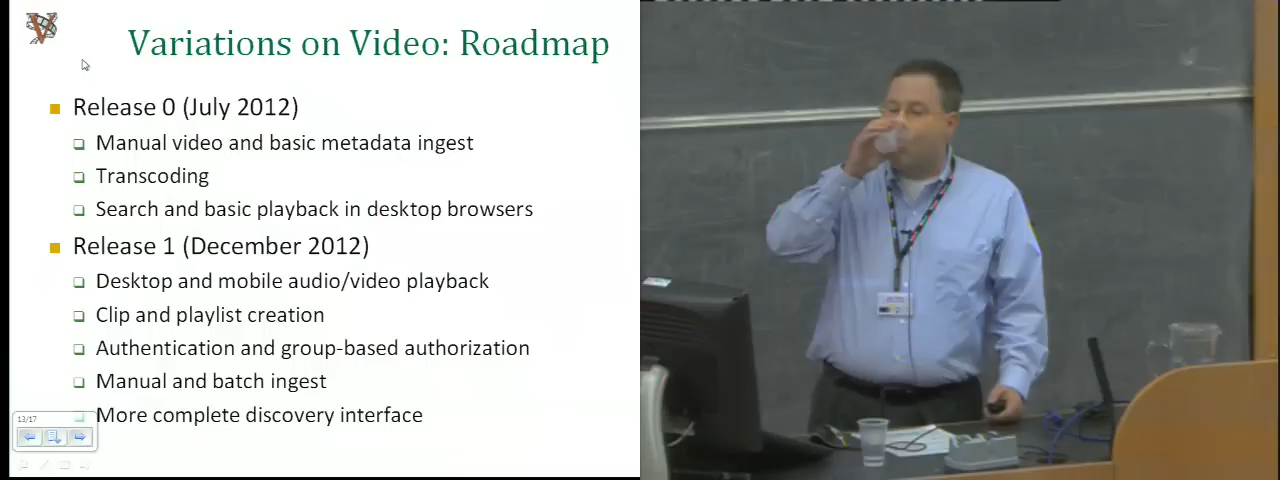 Variations on Video: Roadmap
Release 0 (July 2012)
Manual video and basic metadata ingest
Transcoding
Search and basic playback in desktop browsers
Release 1 (December 2012)
Desktop and mobile audio/video playback
Clip and playlist creation
Authentication and group-based authorization
Manual and batch ingest
More complete discovery interface
13/17